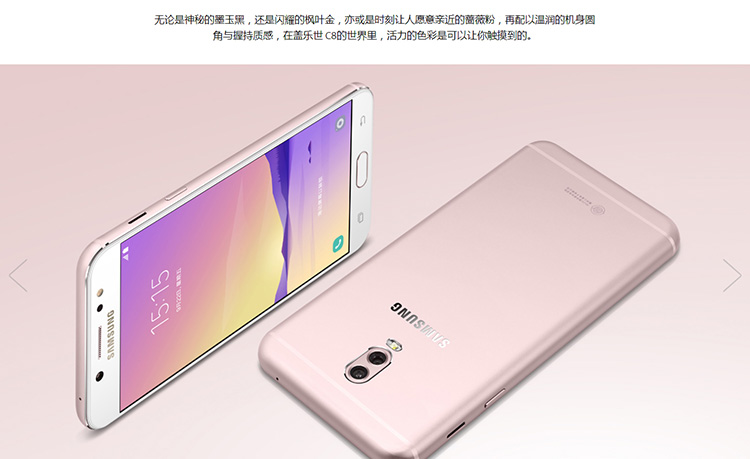 无论是神秘的墨玉黑，还是闪耀的枫叶金，亦或是时刻让人愿意亲近的蔷薇粉，再配以温润的机身圆
角与握持质感，在盖乐世 C8的世界里，活力的色彩是可以让你触摸到的。
SAMSUNG
15:15
SAMSUNG